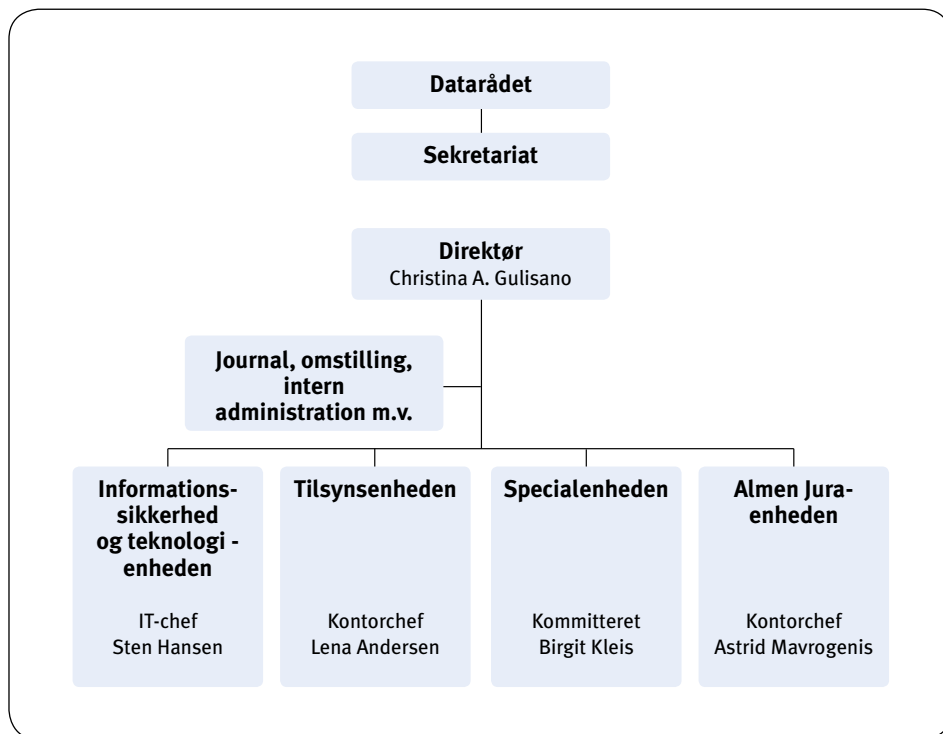 Datarådet
Sekretariat
Direktør
Christina A. Gulisano
Journal, omstilling,
intern
administration m.v.
Informations-
sikkerhed
og teknologi -
enheden
IT-chef
Sten Hansen
Tilsynsenheden
Kontorchef
Lena Andersen
Specialenheden
Kommitteret
Birgit Kleis
Almen Jura-
enheden
Kontorchef
Astrid Mavrogenis